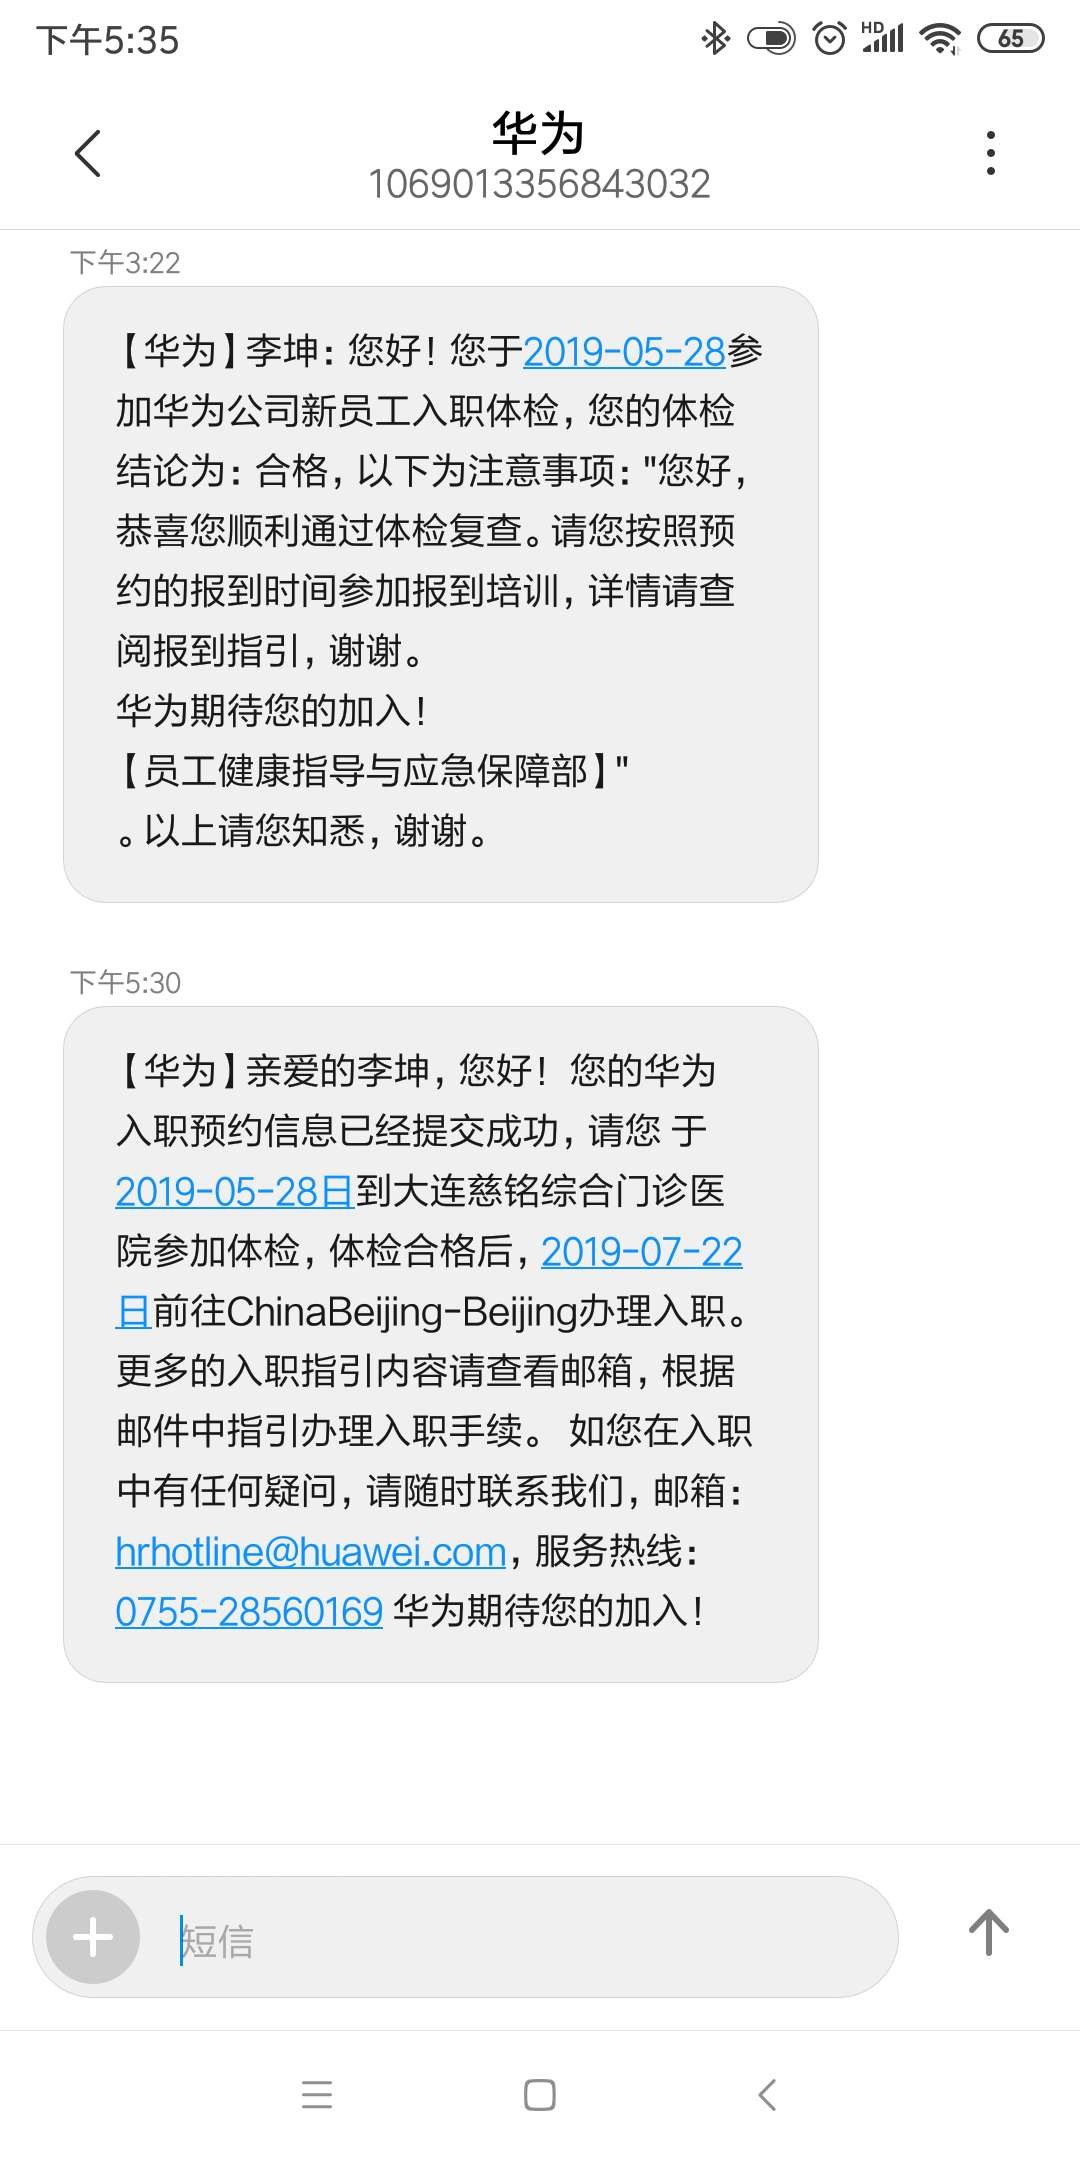 下午5:35
HD
65
华为
1069013356843032
下午3:22
【华为】李坤：您好！您于2019-05-28参
加华为公司新员工入职体检，您的体检
结论为：合格，以下为注意事项："您好，
恭喜您顺利通过体检复查。请您按照预
约的报到时间参加报到培训，详情请查
阅报到指引，谢谢。
华为期待您的加入！
【员工健康指导与应急保障部】"
。以上请您知悉，谢谢。
下午5:30
【华为】亲爱的李坤，您好！ 您的华为
入职预约信息已经提交成功，请您 于
2019-05-28日到大连慈铭综合门诊医
院参加体检，体检合格后，2019-07-22
日前往ChinaBeijing-Beijing办理入职。
更多的入职指引内容请查看邮箱，根据
邮件中指引办理入职手续。 如您在入职
中有任何疑问，请随时联系我们，邮箱：
hrhotline@huawei.com，服务热线：
0755-28560169 华为期待您的加入！
短信